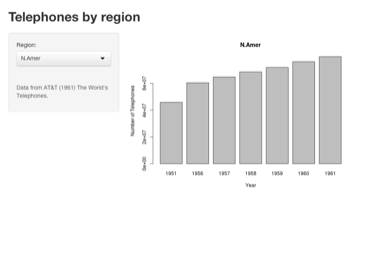 Telephones by region
Region:
N.Amer
Data from AT&T (1961) The World's
Telephones.
N.Amer
Number of Telephones
0e+00 2e+07 4e+07 6e+07
1951 1956 1957 1958 1959 1960 1961
Year